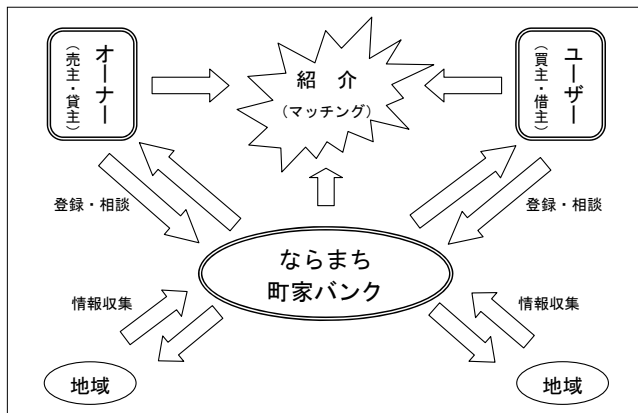 オーナー
(売主・貸主)
紹　介
(マッチング)
ユーザー
(買主・借主)
登録・相談
登録・相談
ならまち
町家バンク
情報収集
情報収集
地域
地域